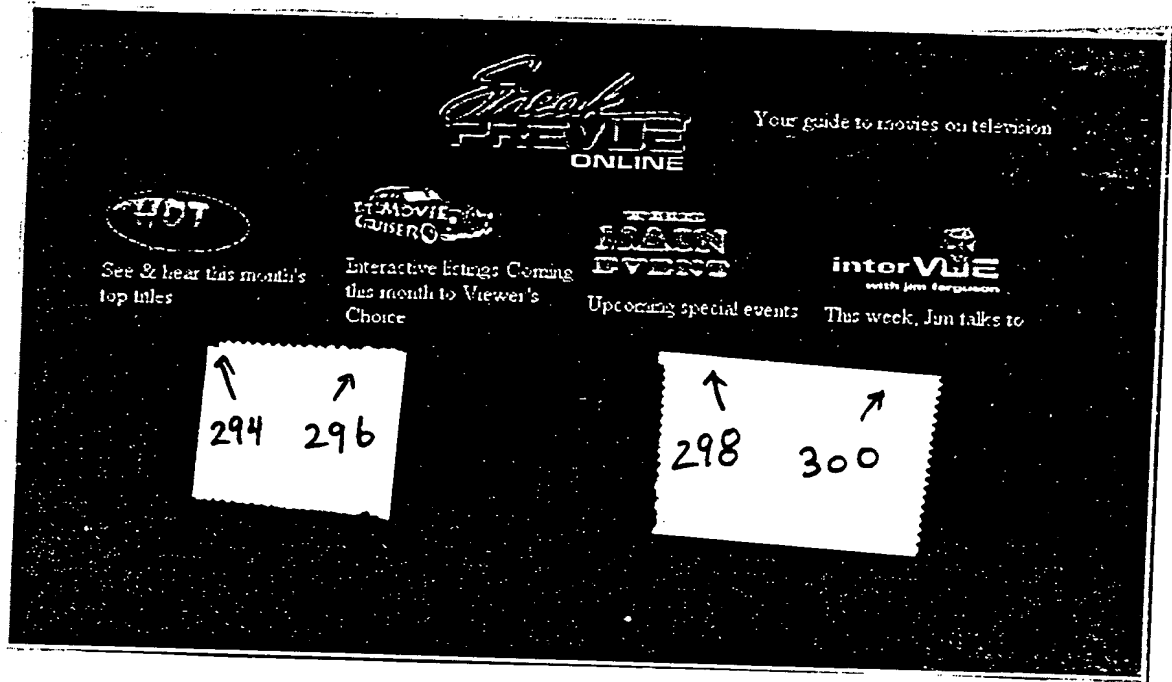 Sneak
PREVUE
ONLINE
Your guide to movies on television
HOT
MOVIE
CRUISER
THE
MAIN
EVENT
interVUE
with jim ferguson
See & hear this month's
top titles
Interactive listings Coming
this month to Viewer's
Choice
Upcoming special events
This week, Jim talks to
294 296
298 300